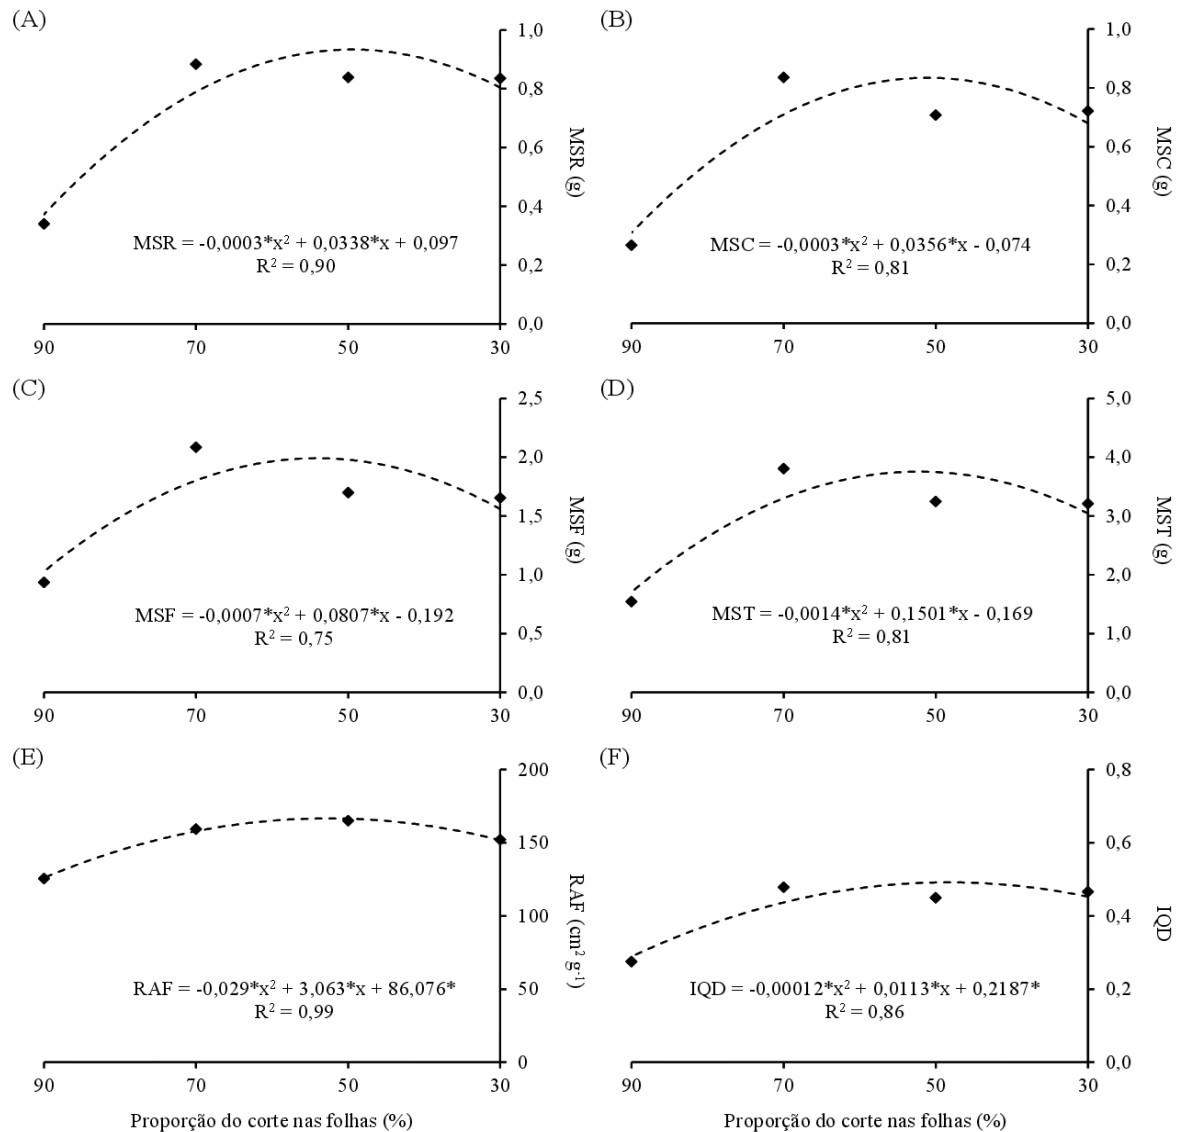 (A)
1,0
0,8
0,6
0,4
0,2
0,0
MSR (g)
MSR = -0,0003*x² + 0,0338*x + 0,097
R² = 0,90
90 70 50 30
(B)
1,0
0,8
0,6
0,4
0,2
0,0
MSC (g)
MSC = -0,0003*x² + 0,0356*x - 0,074
R² = 0,81
90 70 50 30
(C)
2,5
2,0
1,5
1,0
0,5
0,0
MSF (g)
MSF = -0,0007*x² + 0,0807*x - 0,192
R² = 0,75
90 70 50 30
(D)
5,0
4,0
3,0
2,0
1,0
0,0
MST (g)
MST = -0,0014*x² + 0,1501*x - 0,169
R² = 0,81
90 70 50 30
(E)
200
150
100
50
0
RAF (cm² g⁻¹)
RAF = -0,029*x² + 3,063*x + 86,076*
R² = 0,99
90 70 50 30
Proporção do corte nas folhas (%)
(F)
0,8
0,6
0,4
0,2
0,0
IQD
IQD = -0,00012*x² + 0,0113*x + 0,2187*
R² = 0,86
90 70 50 30
Proporção do corte nas folhas (%)